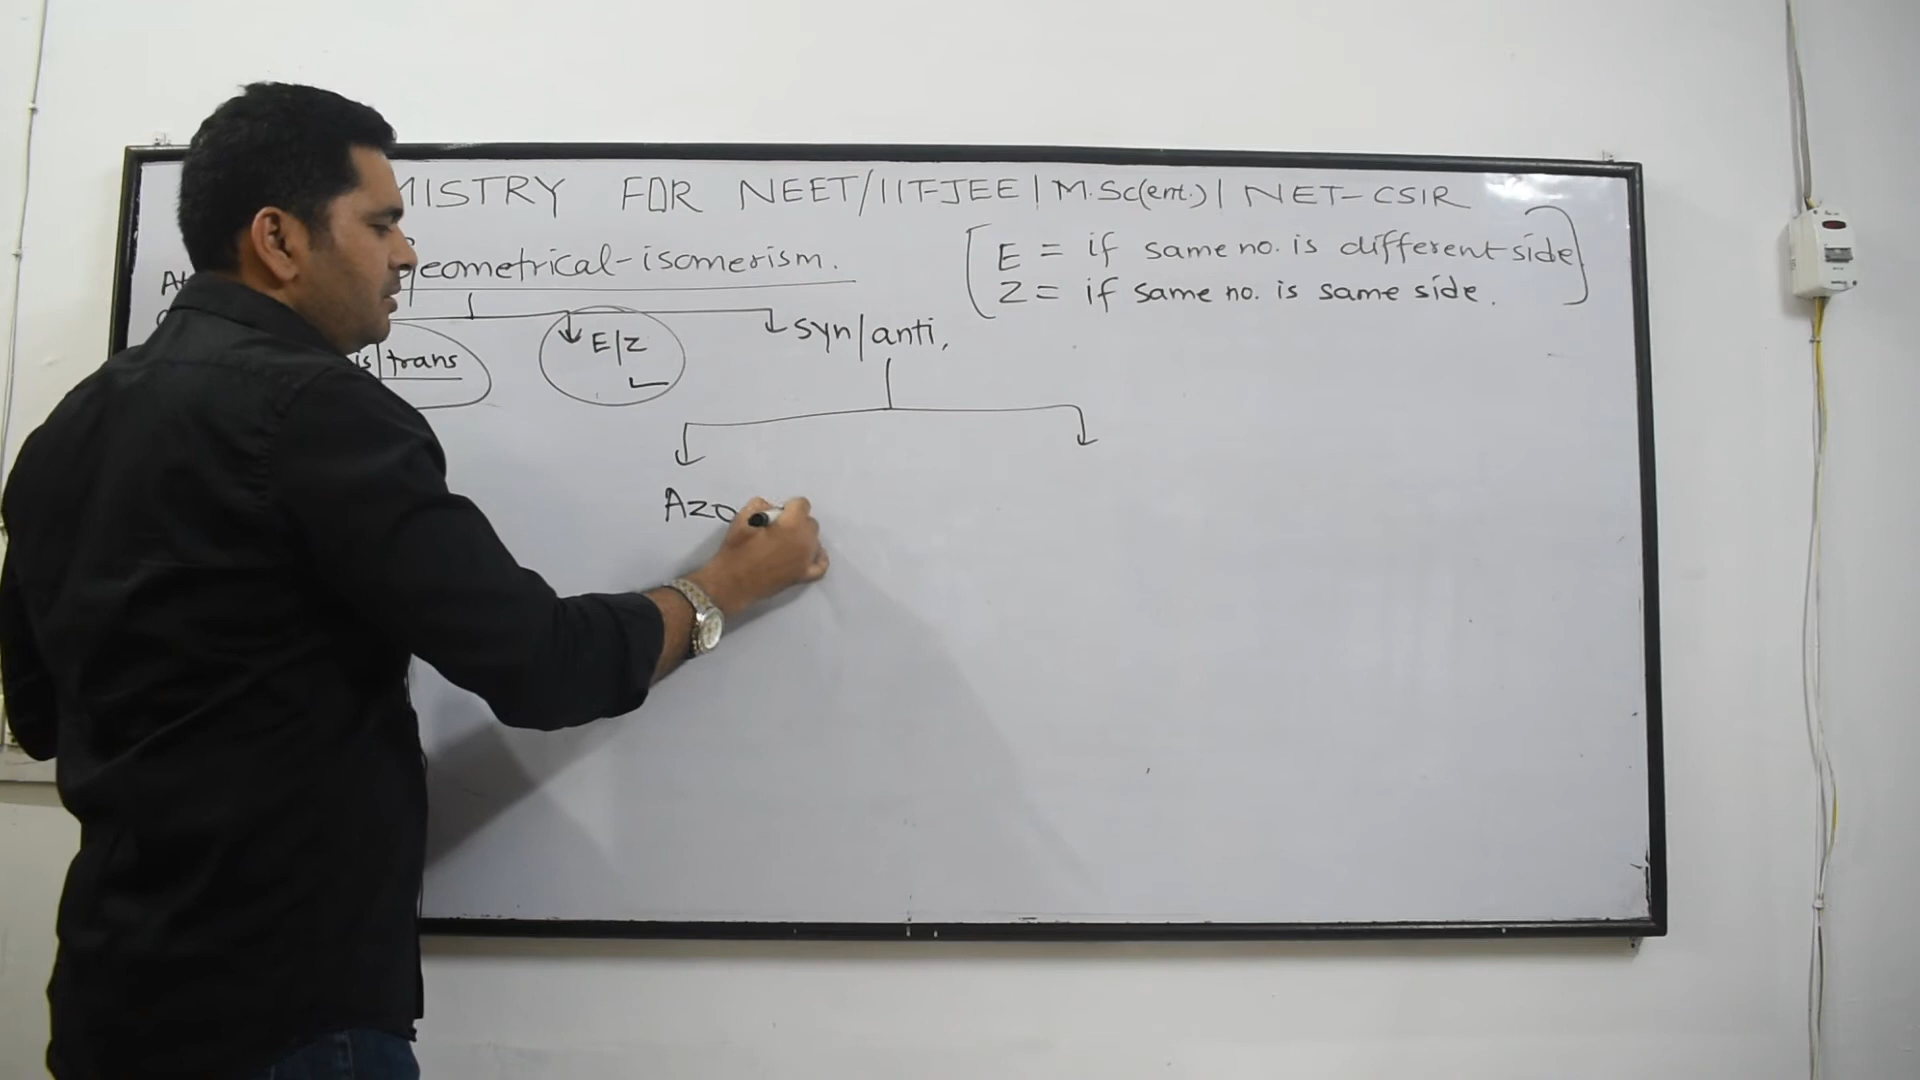 MISTRY FOR NEET/IIT-JEE | M.Sc(ent.) | NET-CSIR
geometrical-isomerism.
[E = if same no. is different side
Z = if same no. is same side.]
is/trans E/Z syn/anti,
Azo